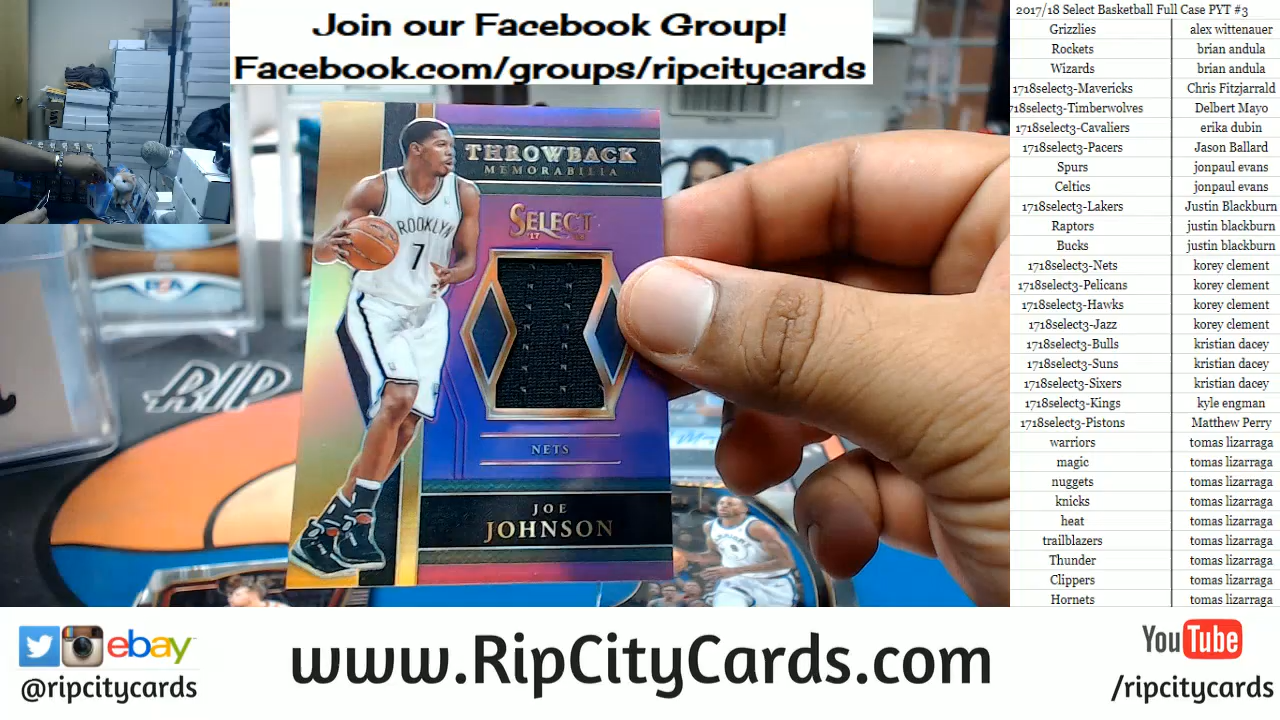 Join our Facebook Group!
Facebook.com/groups/ripcitycards
2017/18 Select Basketball Full Case PYT #3
Grizzlies alex wittenauer
Rockets brian andula
Wizards brian andula
1718select3-Mavericks Chris Fitzjarrald
718select3-Timberwolves Delbert Mayo
1718select3-Cavaliers erika dubin
1718select3-Pacers Jason Ballard
Spurs jonpaul evans
Celtics jonpaul evans
1718select3-Lakers Justin Blackburn
Raptors justin blackburn
Bucks justin blackburn
1718select3-Nets korey clement
1718select3-Pelicans korey clement
1718select3-Hawks korey clement
1718select3-Jazz korey clement
1718select3-Bulls kristian dacey
1718select3-Suns kristian dacey
1718select3-Sixers kristian dacey
1718select3-Kings kyle engman
1718select3-Pistons Matthew Perry
warriors tomas lizarraga
magic tomas lizarraga
nuggets tomas lizarraga
knicks tomas lizarraga
heat tomas lizarraga
trailblazers tomas lizarraga
Thunder tomas lizarraga
Clippers tomas lizarraga
Hornets tomas lizarraga
THROWBACK
MEMORABILIA
SELECT
BROOKLYN
7
NETS
JOE
JOHNSON
RIP
ebay
@ripcitycards
www.RipCityCards.com
YouTube
/ripcitycards